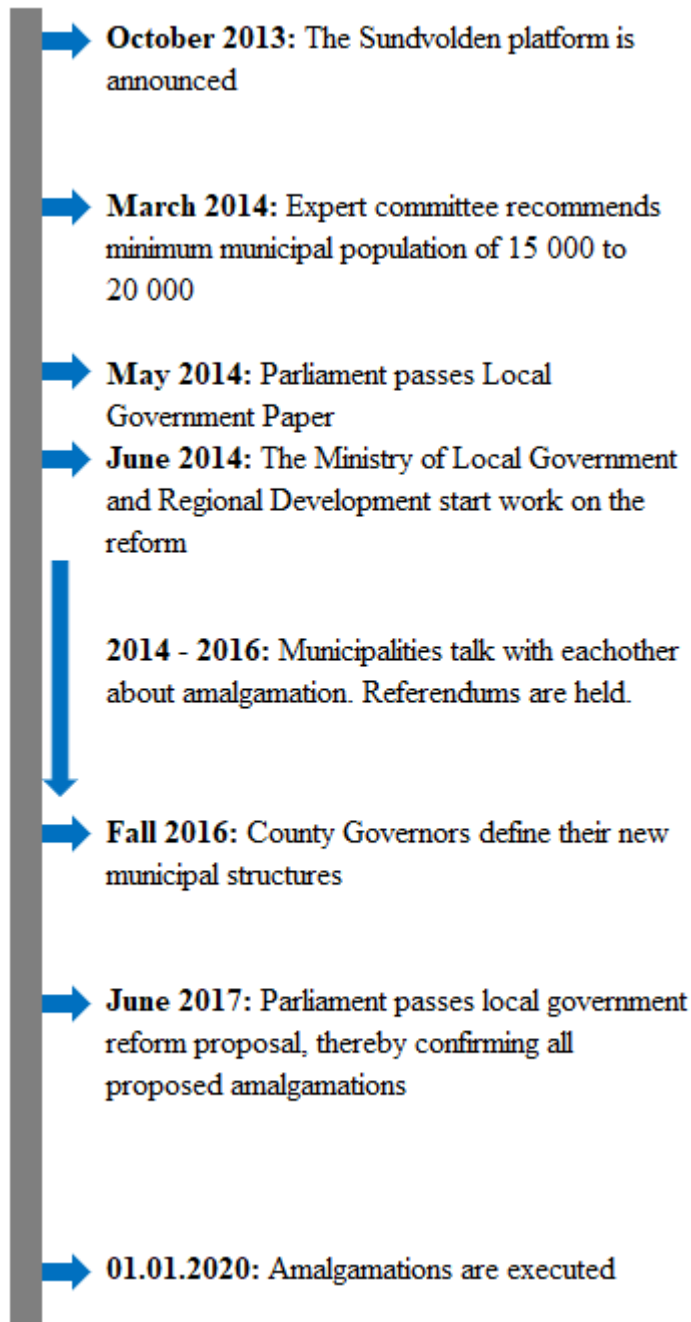 October 2013: The Sundvolden platform is
announced
March 2014: Expert committee recommends
minimum municipal population of 15 000 to
20 000
May 2014: Parliament passes Local
Government Paper
June 2014: The Ministry of Local Government
and Regional Development start work on the
reform
2014 - 2016: Municipalities talk with eachother
about amalgamation. Referendums are held.
Fall 2016: County Governors define their new
municipal structures
June 2017: Parliament passes local government
reform proposal, thereby confirming all
proposed amalgamations
01.01.2020: Amalgamations are executed